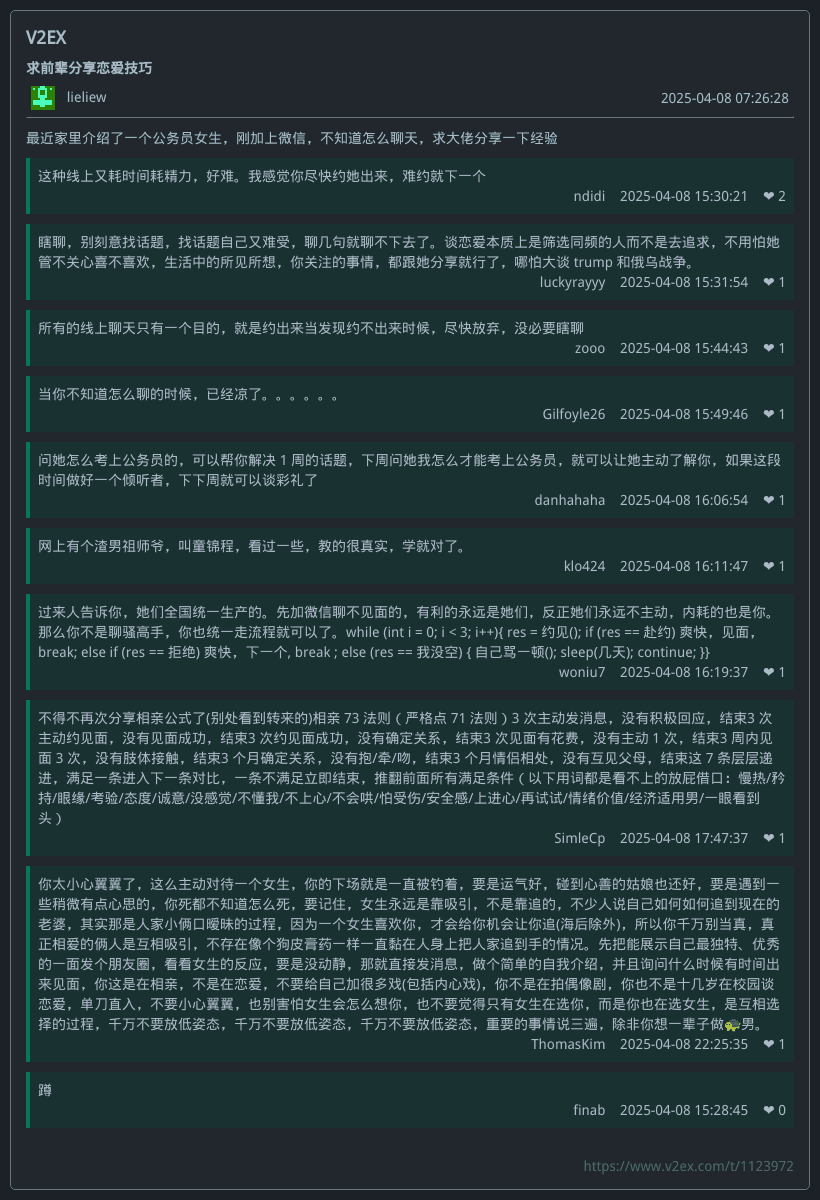 V2EX
求前辈分享恋爱技巧
lieliew
2025-04-08 07:26:28
最近家里介绍了一个公务员女生，刚加上微信，不知道怎么聊天，求大佬分享一下经验
这种线上又耗时间耗精力，好难。我感觉你尽快约她出来，难约就下一个
ndidi 2025-04-08 15:30:21 ❤ 2
瞎聊，别刻意找话题，找话题自己又难受，聊几句就聊不下去了。谈恋爱本质上是筛选同频的人而不是去追求，不用怕她
管不关心喜不喜欢，生活中的所见所想，你关注的事情，都跟她分享就行了，哪怕大谈 trump 和俄乌战争。
luckyrayyy 2025-04-08 15:31:54 ❤ 1
所有的线上聊天只有一个目的，就是约出来当发现约不出来时候，尽快放弃，没必要瞎聊
zooo 2025-04-08 15:44:43 ❤ 1
当你不知道怎么聊的时候，已经凉了。。。。。。
Gilfoyle26 2025-04-08 15:49:46 ❤ 1
问她怎么考上公务员的，可以帮你解决 1 周的话题，下周问她我怎么才能考上公务员，就可以让她主动了解你，如果这段
时间做好一个倾听者，下下周就可以谈彩礼了
danhahaha 2025-04-08 16:06:54 ❤ 1
网上有个渣男祖师爷，叫童锦程，看过一些，教的很真实，学就对了。
klo424 2025-04-08 16:11:47 ❤ 1
过来人告诉你，她们全国统一生产的。先加微信聊不见面的，有利的永远是她们，反正她们永远不主动，内耗的也是你。
那么你不是聊骚高手，你也统一走流程就可以了。while (int i = 0; i < 3; i++){ res = 约见(); if (res == 赴约) 爽快，见面，
break; else if (res == 拒绝) 爽快，下一个, break ; else (res == 我没空) { 自己骂一顿(); sleep(几天); continue; }}
woniu7 2025-04-08 16:19:37 ❤ 1
不得不再次分享相亲公式了(别处看到转来的)相亲 73 法则（严格点 71 法则）3 次主动发消息，没有积极回应，结束3 次
主动约见面，没有见面成功，结束3 次约见面成功，没有确定关系，结束3 次见面有花费，没有主动 1 次，结束3 周内见
面 3 次，没有肢体接触，结束3 个月确定关系，没有抱/牵/吻，结束3 个月情侣相处，没有互见父母，结束这 7 条层层递
进，满足一条进入下一条对比，一条不满足立即结束，推翻前面所有满足条件（以下用词都是看不上的放屁借口：慢热/矜
持/眼缘/考验/态度/诚意/没感觉/不懂我/不上心/不会哄/怕受伤/安全感/上进心/再试试/情绪价值/经济适用男/一眼看到
头）
SimleCp 2025-04-08 17:47:37 ❤ 1
你太小心翼翼了，这么主动对待一个女生，你的下场就是一直被钓着，要是运气好，碰到心善的姑娘也还好，要是遇到一
些稍微有点心思的，你死都不知道怎么死，要记住，女生永远是靠吸引，不是靠追的，不少人说自己如何如何追到现在的
老婆，其实那是人家小俩口暧昧的过程，因为一个女生喜欢你，才会给你机会让你追(海后除外)，所以你千万别当真，真
正相爱的俩人是互相吸引，不存在像个狗皮膏药一样一直黏在人身上把人家追到手的情况。先把能展示自己最独特、优秀
的一面发个朋友圈，看看女生的反应，要是没动静，那就直接发消息，做个简单的自我介绍，并且询问什么时候有时间出
来见面，你这是在相亲，不是在恋爱，不要给自己加很多戏(包括内心戏)，你不是在拍偶像剧，你也不是十几岁在校园谈
恋爱，单刀直入，不要小心翼翼，也别害怕女生会怎么想你，也不要觉得只有女生在选你，而是你也在选女生，是互相选
择的过程，千万不要放低姿态，千万不要放低姿态，千万不要放低姿态，重要的事情说三遍，除非你想一辈子做🐢男。
ThomasKim 2025-04-08 22:25:35 ❤ 1
蹲
finab 2025-04-08 15:28:45 ❤ 0
https://www.v2ex.com/t/1123972